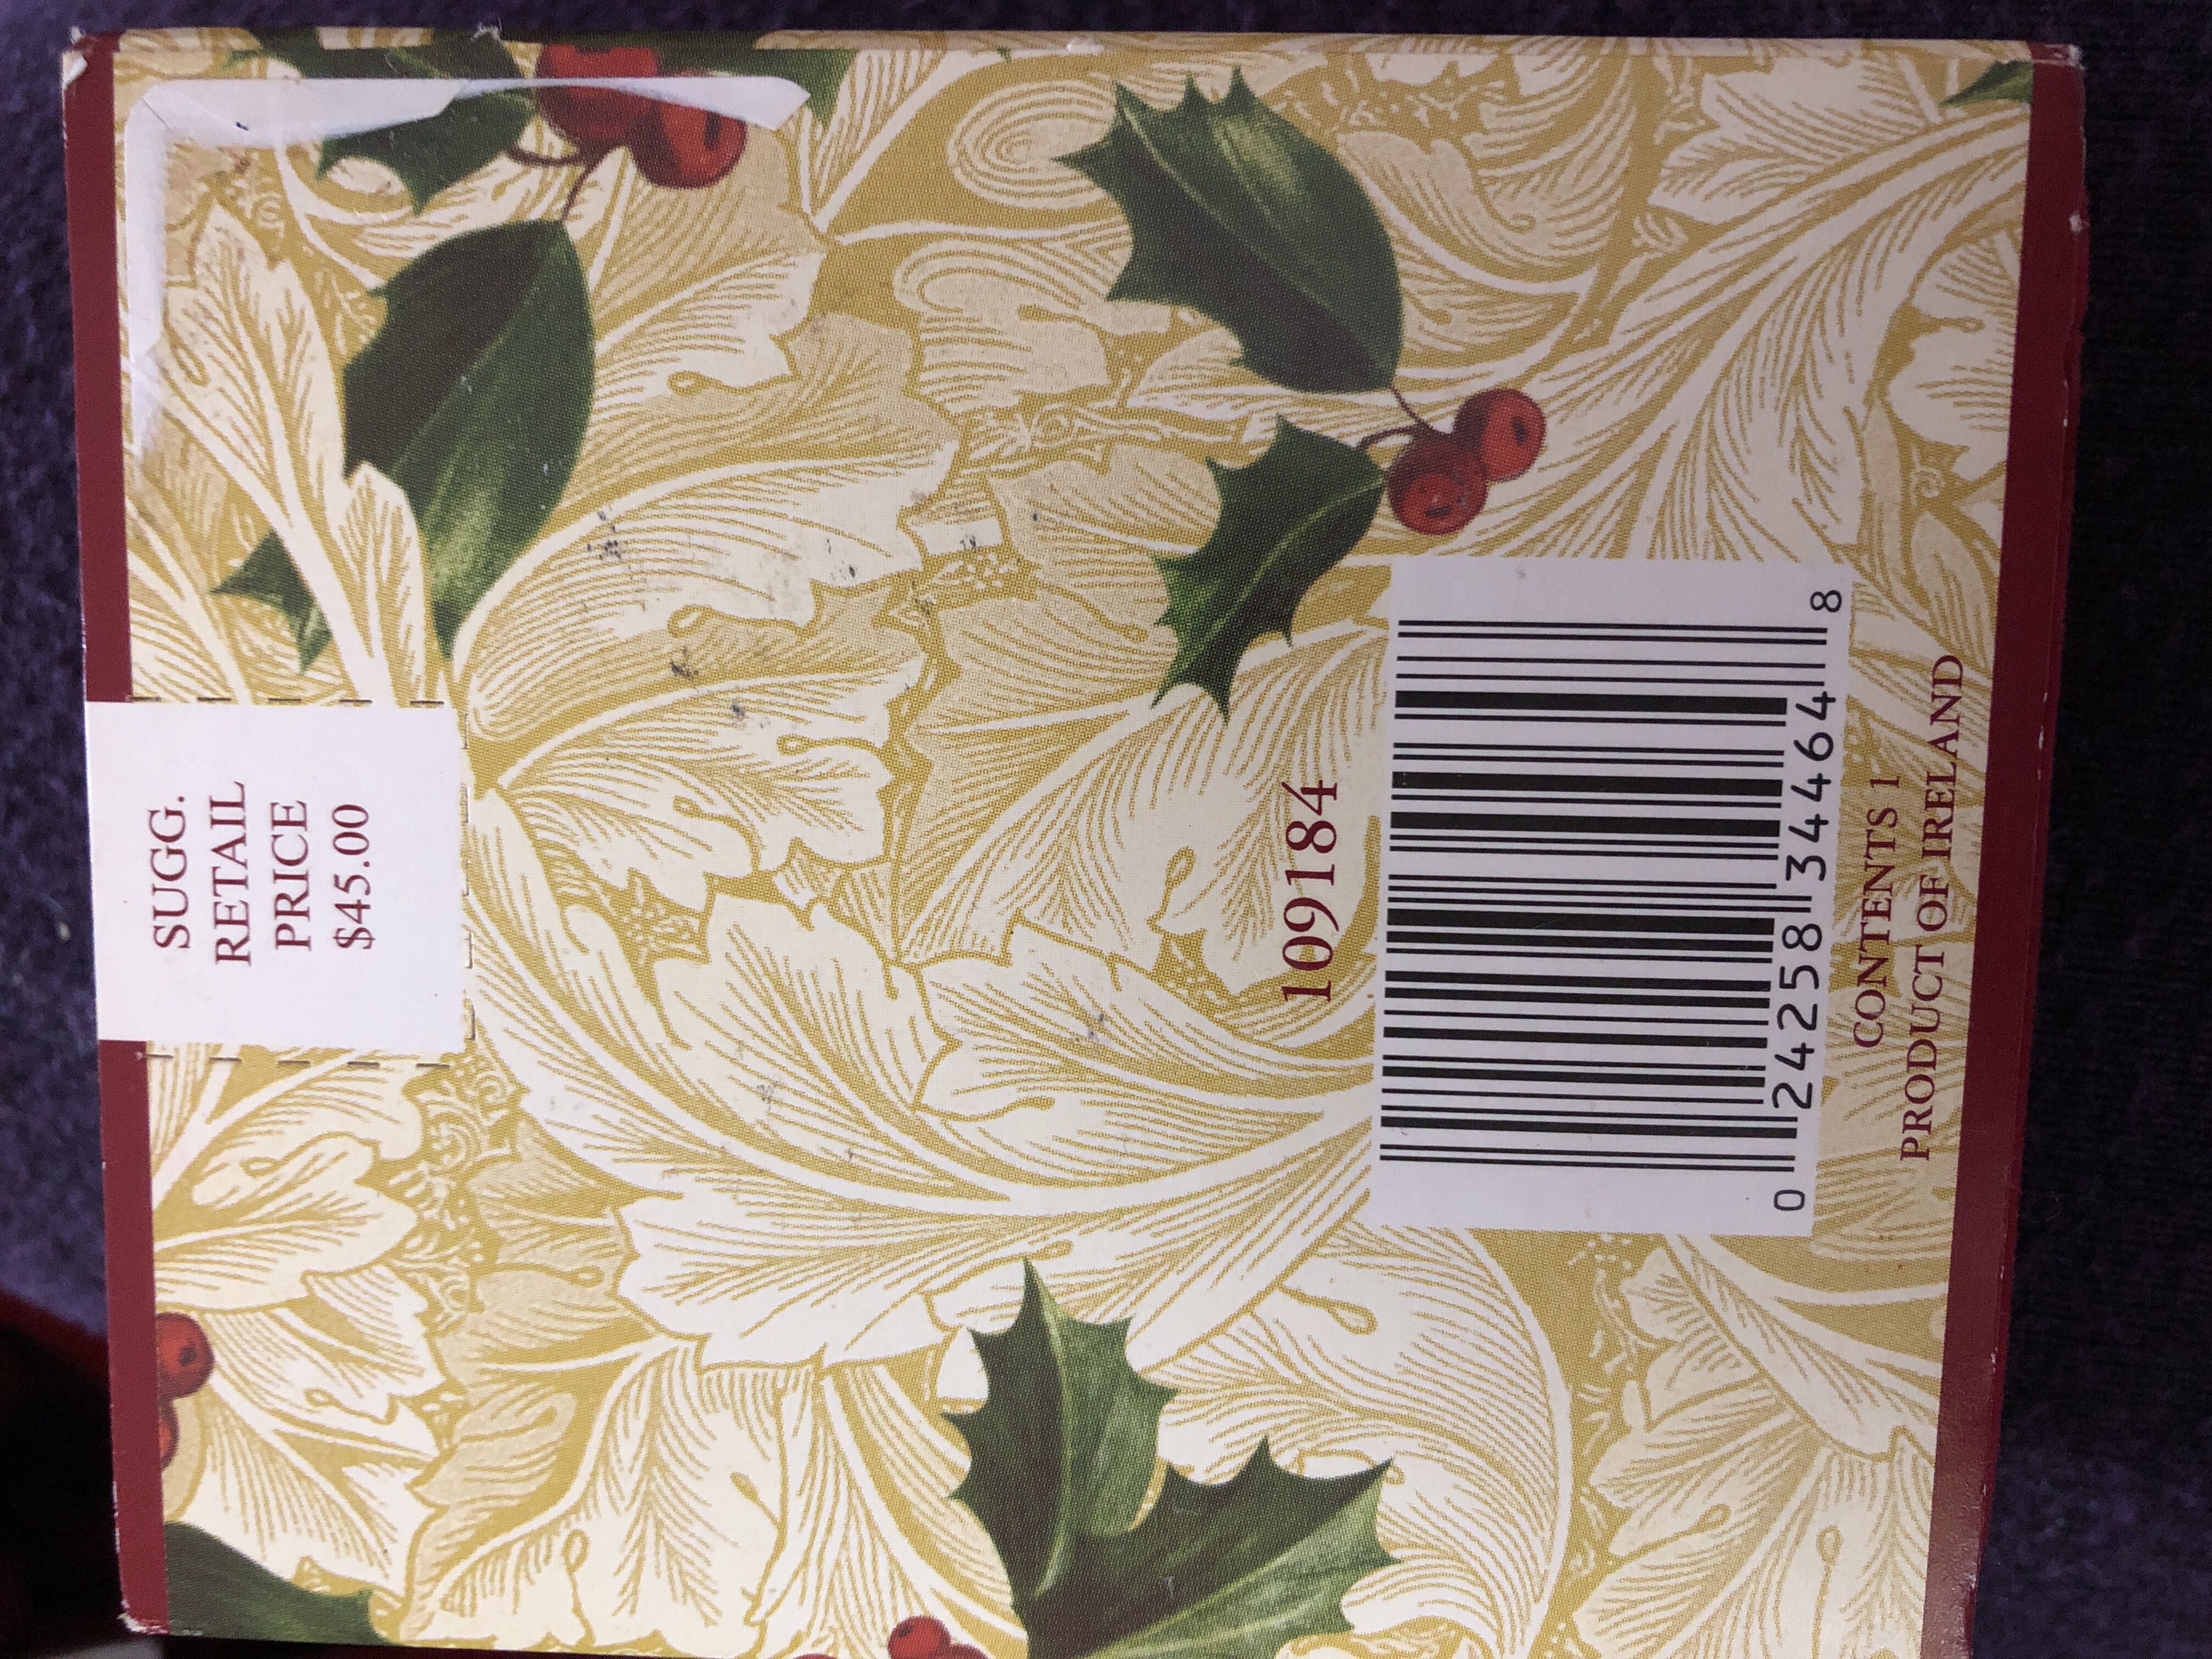 SUGG.
RETAIL
PRICE
$45.00
109184
0 24258 34464 8
CONTENTS 1
PRODUCT OF IRELAND